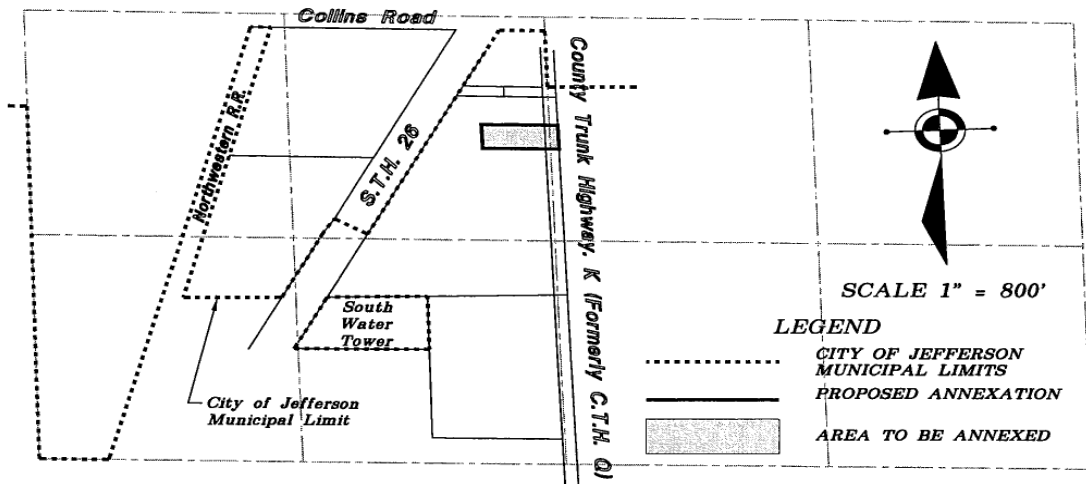 Collins Road
Northwestern R.R.
S.T.H. 26
County Trunk Highway. K (Formerly C.T.H. Q)
South
Water
Tower
City of Jefferson
Municipal Limit
SCALE 1" = 800'
LEGEND
CITY OF JEFFERSON
MUNICIPAL LIMITS
PROPOSED ANNEXATION
AREA TO BE ANNEXED